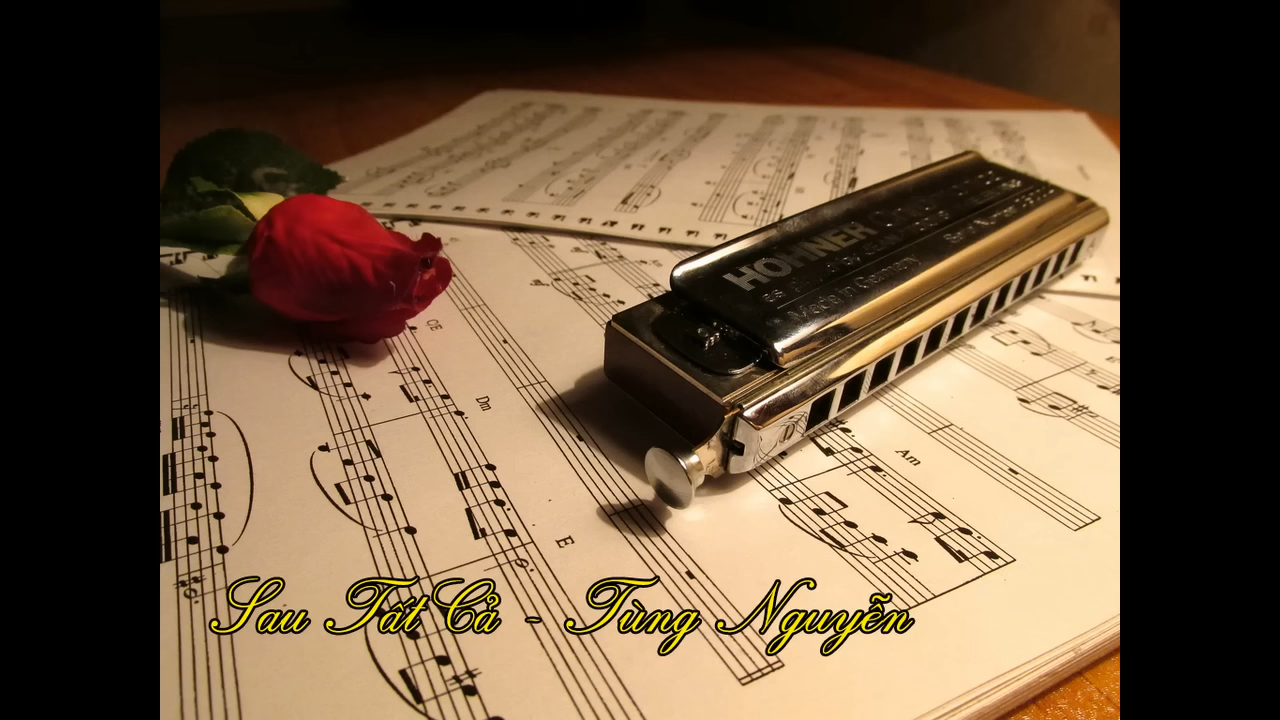 HOHNER
Made in Germany
C/E
Dm
E
Am
Sau Tất Cả - Tùng Nguyễn